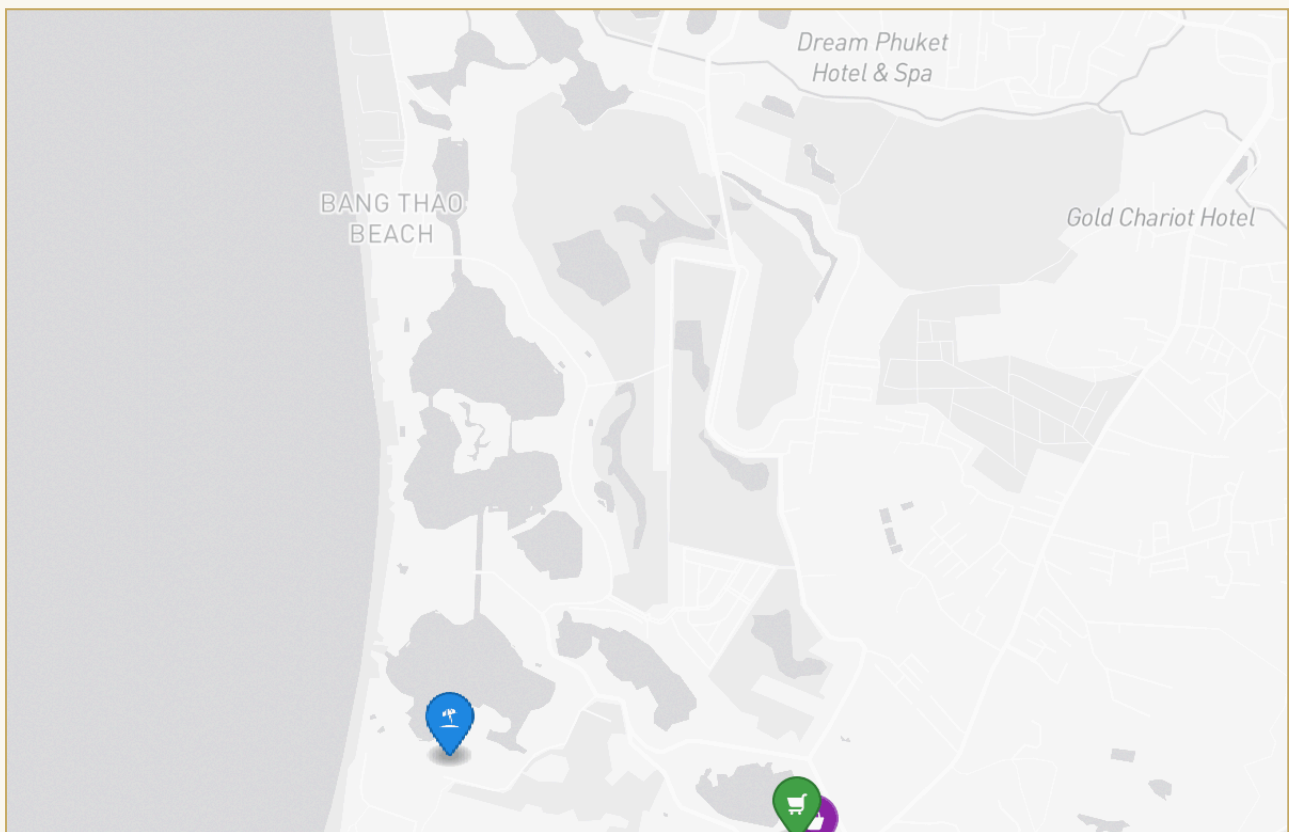 Dream Phuket
Hotel & Spa
BANG THAO
BEACH
Gold Chariot Hotel